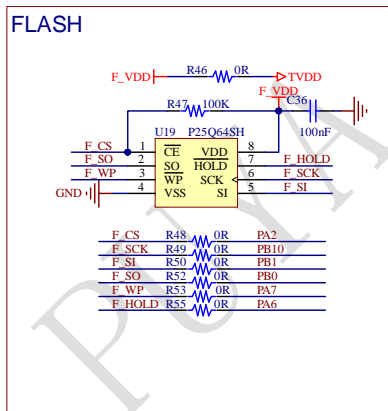 FLASH
R46 0R
F_VDD TVDD
F_VDD
R47 100K C36
100nF
U19 P25Q64SH
F_CS 1 CE VDD 8
F_SO 2 SO HOLD 7 F_HOLD
F_WP 3 WP SCK 6 F_SCK
GND 4 VSS SI 5 F_SI
F_CS R48 0R PA2
F_SCK R49 0R PB10
F_SI R50 0R PB1
F_SO R52 0R PB0
F_WP R53 0R PA7
F_HOLD R55 0R PA6
PUYA